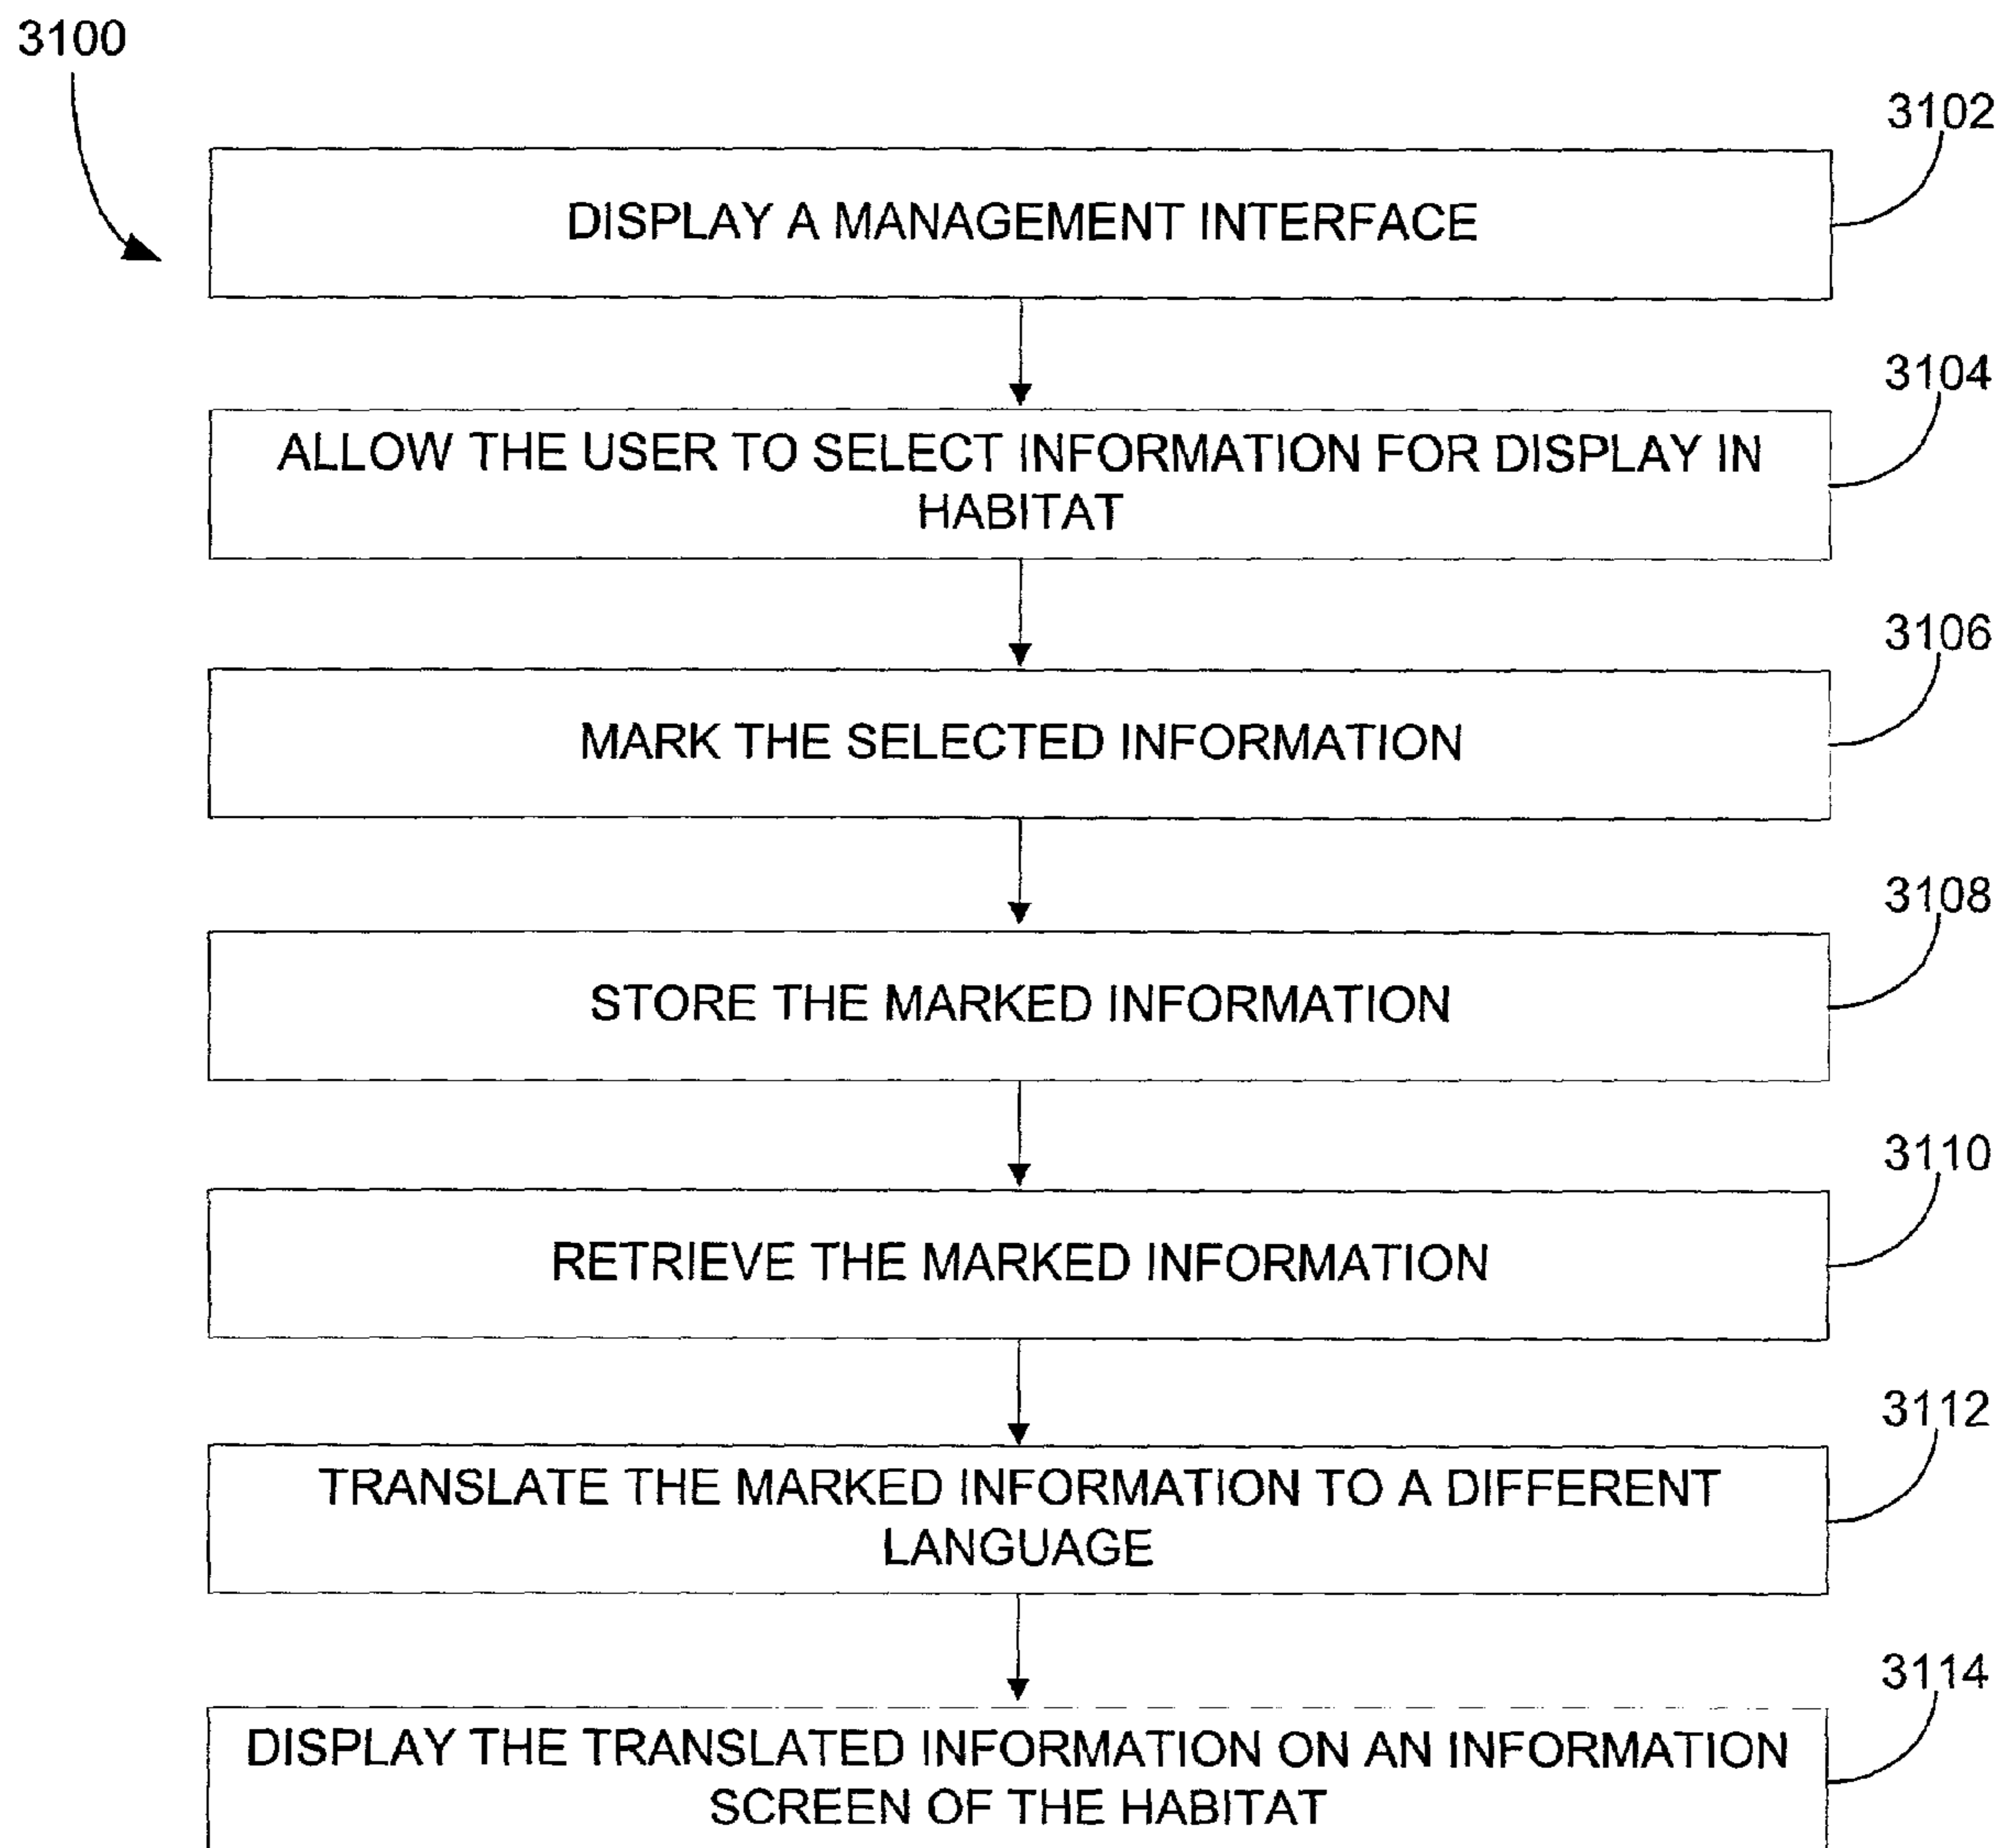 3100
3102
DISPLAY A MANAGEMENT INTERFACE
3104
ALLOW THE USER TO SELECT INFORMATION FOR DISPLAY IN
HABITAT
3106
MARK THE SELECTED INFORMATION
3108
STORE THE MARKED INFORMATION
3110
RETRIEVE THE MARKED INFORMATION
3112
TRANSLATE THE MARKED INFORMATION TO A DIFFERENT
LANGUAGE
3114
DISPLAY THE TRANSLATED INFORMATION ON AN INFORMATION
SCREEN OF THE HABITAT